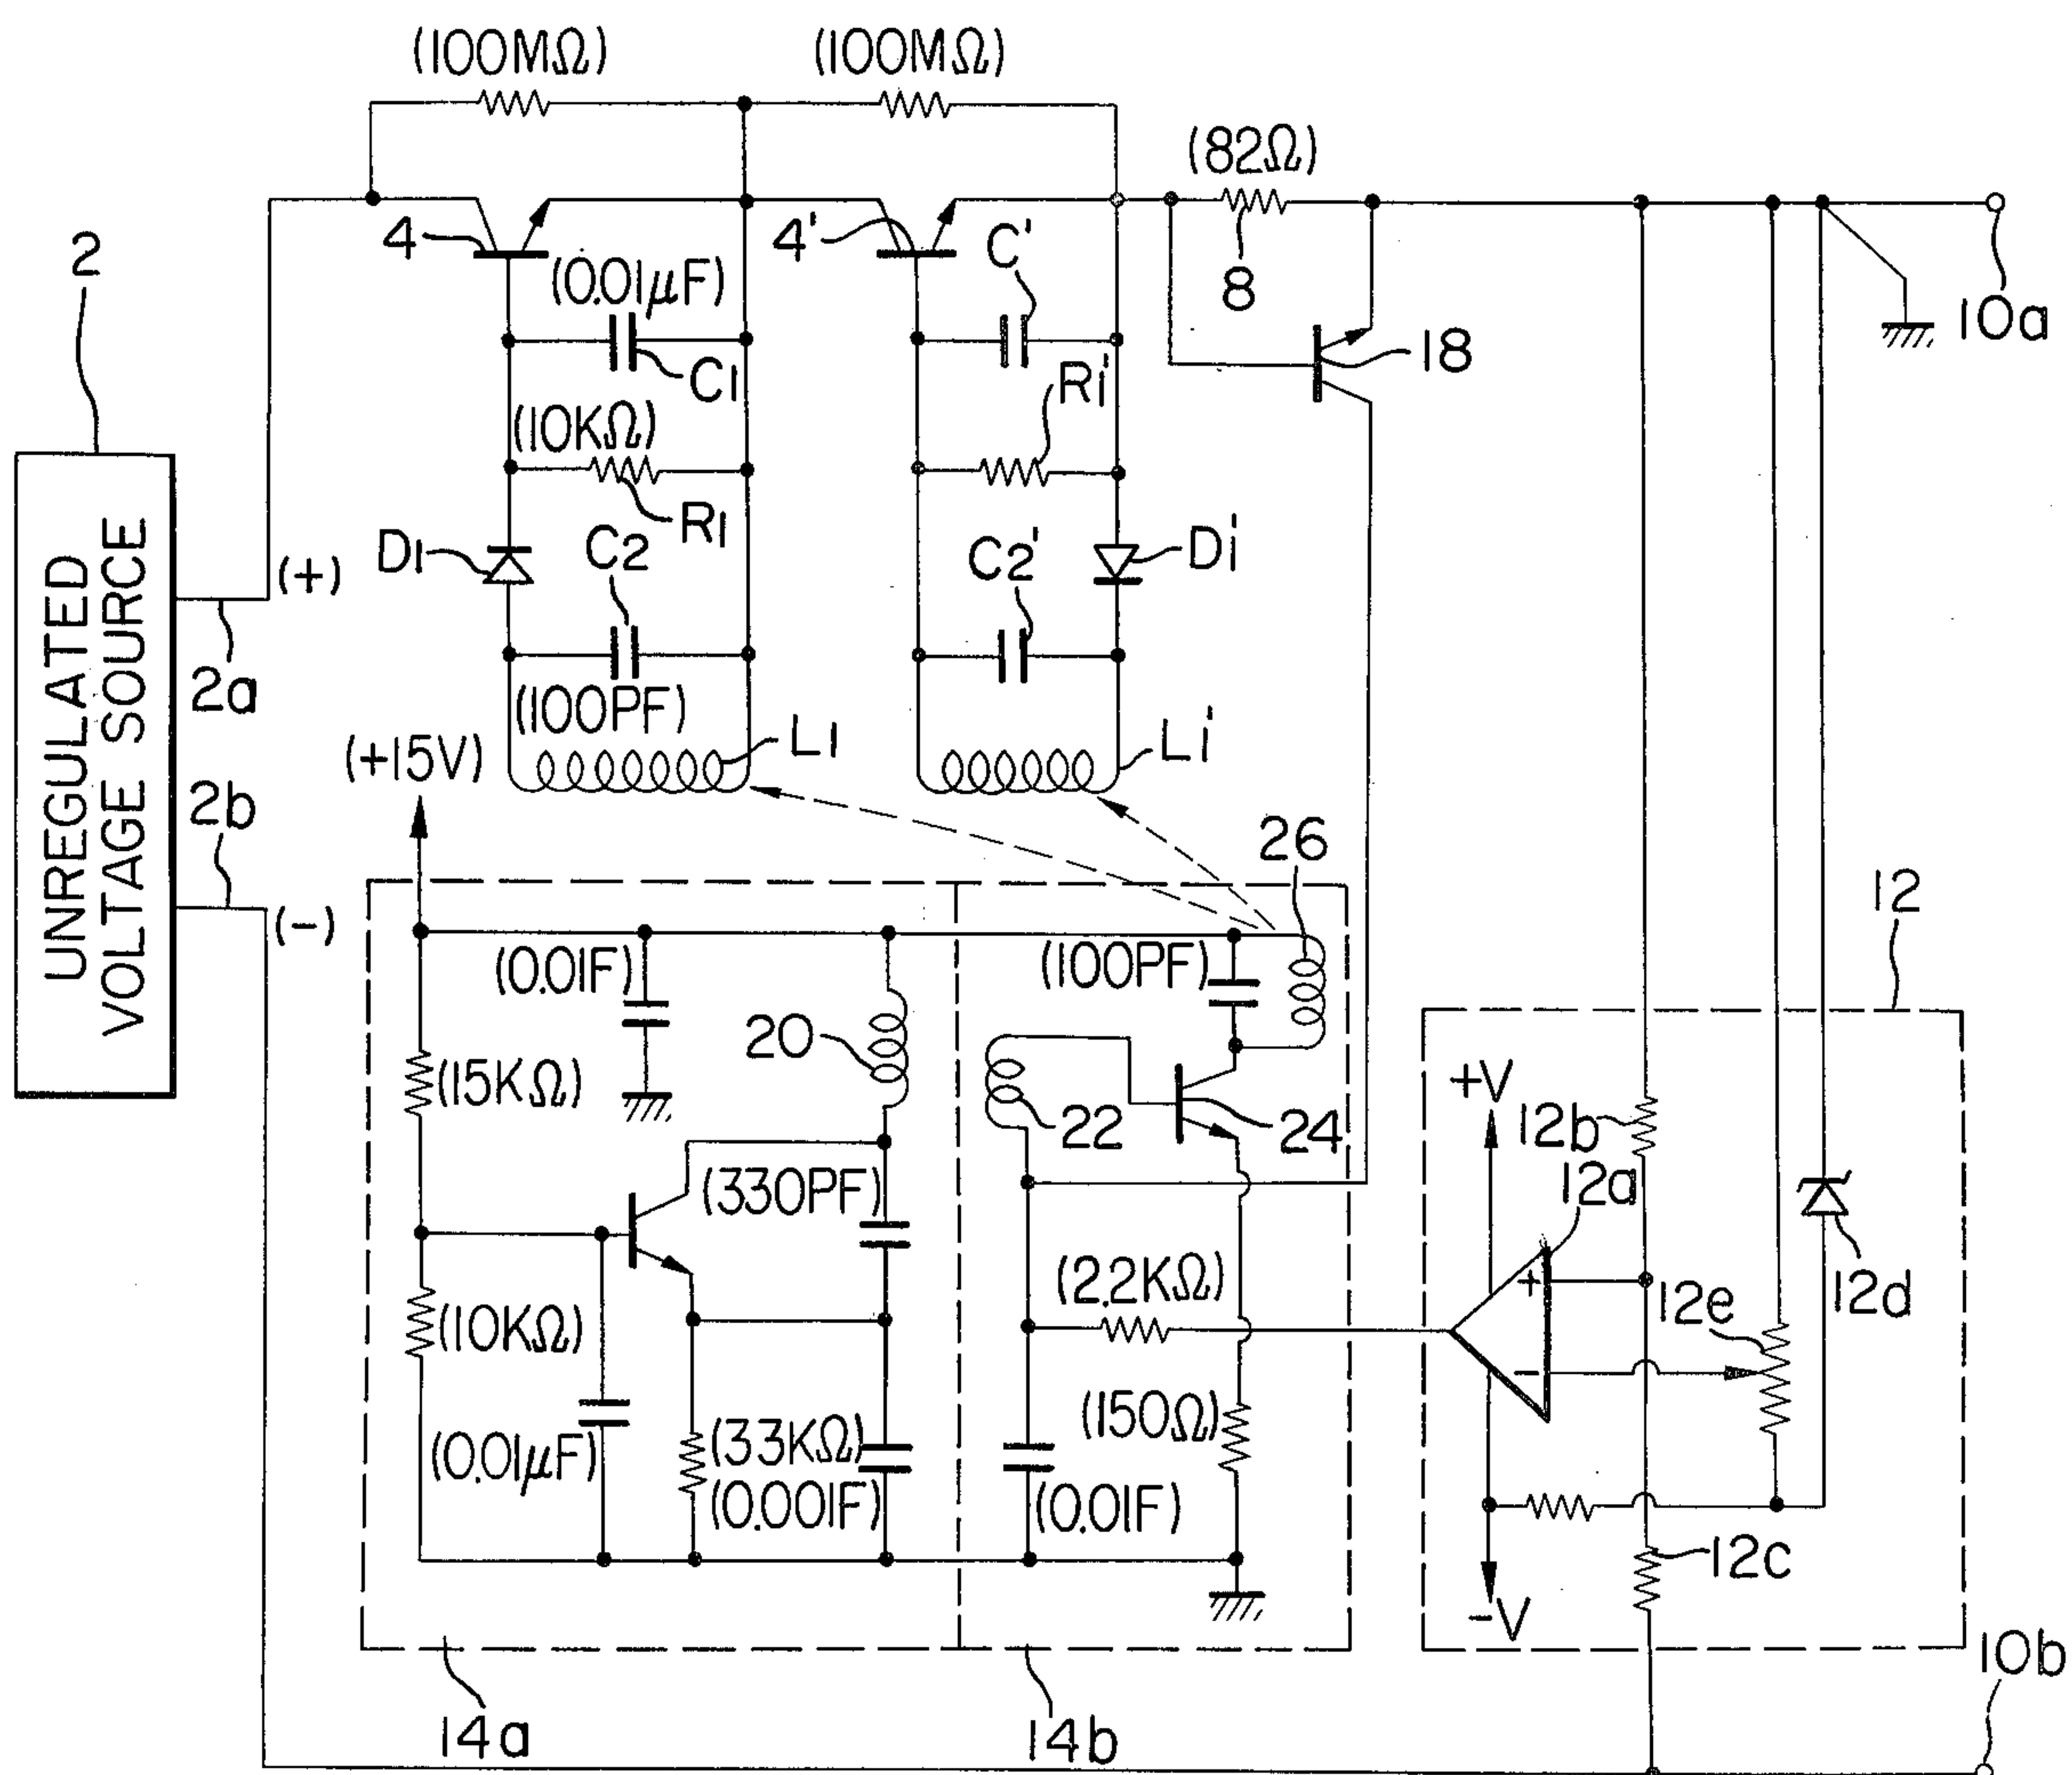 (100MΩ)
(100MΩ)
(82Ω)
2
4
4'
C'
8
10a
(0.01μF)
18
C1
R1'
(10KΩ)
R1
D1
C2
C2'
D1'
(+)
UNREGULATED
VOLTAGE SOURCE
2a
(100PF)
(+15V)
L1
L1'
2b
26
12
(-)
(0.01F)
(100PF)
20
(15KΩ)
22
24
+V
12b
12a
(330PF)
+
(2.2KΩ)
12e
12d
(10KΩ)
-
(150Ω)
(33KΩ)
(0.01μF)
(0.001F)
(0.01F)
12c
-V
10b
14a
14b